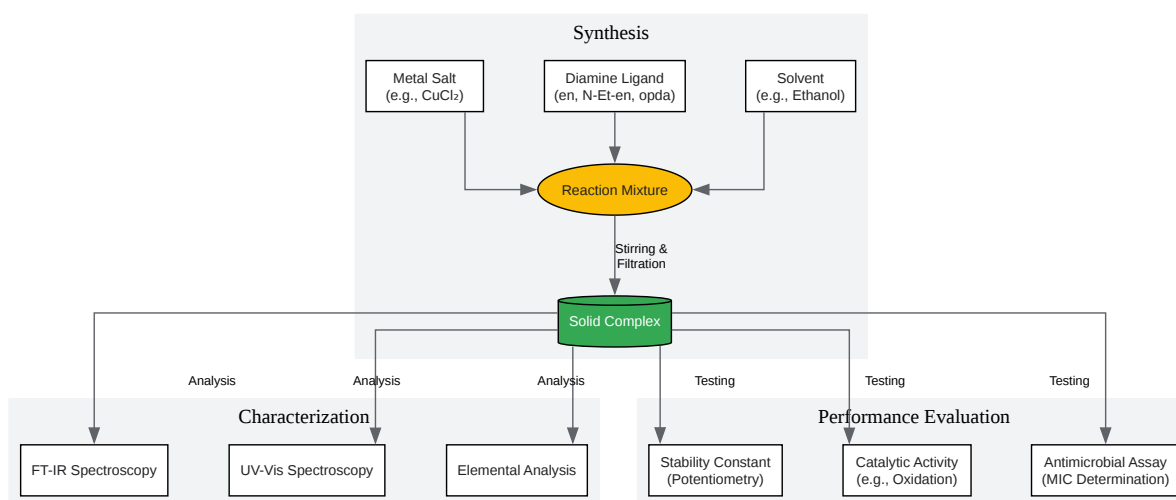 Synthesis
Metal Salt
(e.g., CuCl₂)
Diamine Ligand
(en, N-Et-en, opda)
Solvent
(e.g., Ethanol)
Reaction Mixture
Stirring &
Filtration
Solid Complex
Analysis
Analysis
Analysis
Testing
Testing
Testing
Characterization
FT-IR Spectroscopy
UV-Vis Spectroscopy
Elemental Analysis
Performance Evaluation
Stability Constant
(Potentiometry)
Catalytic Activity
(e.g., Oxidation)
Antimicrobial Assay
(MIC Determination)